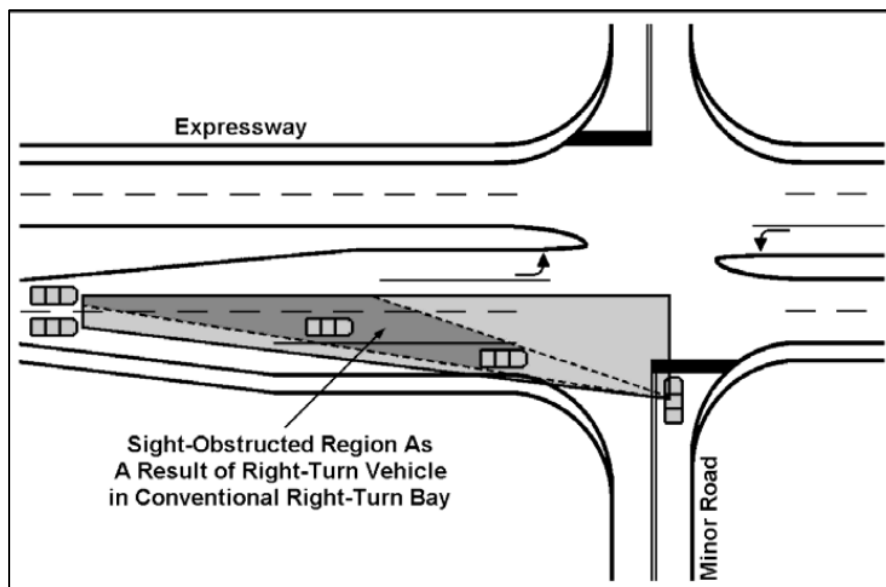 Expressway
Sight-Obstructed Region As
A Result of Right-Turn Vehicle
in Conventional Right-Turn Bay
Minor Road